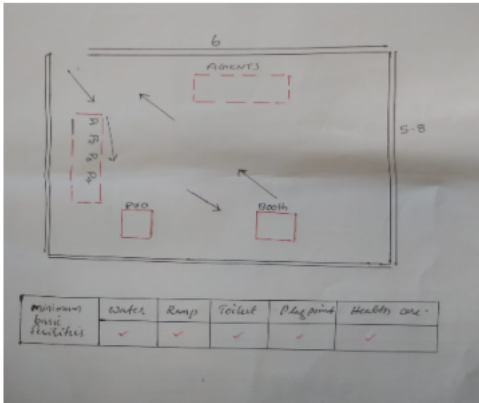 6
AGENTS
5.8
P1
P2
P3
P4
PRO
Booth
minimum basic facilities
Water
Ramp
Toilet
Plug point
Health care.